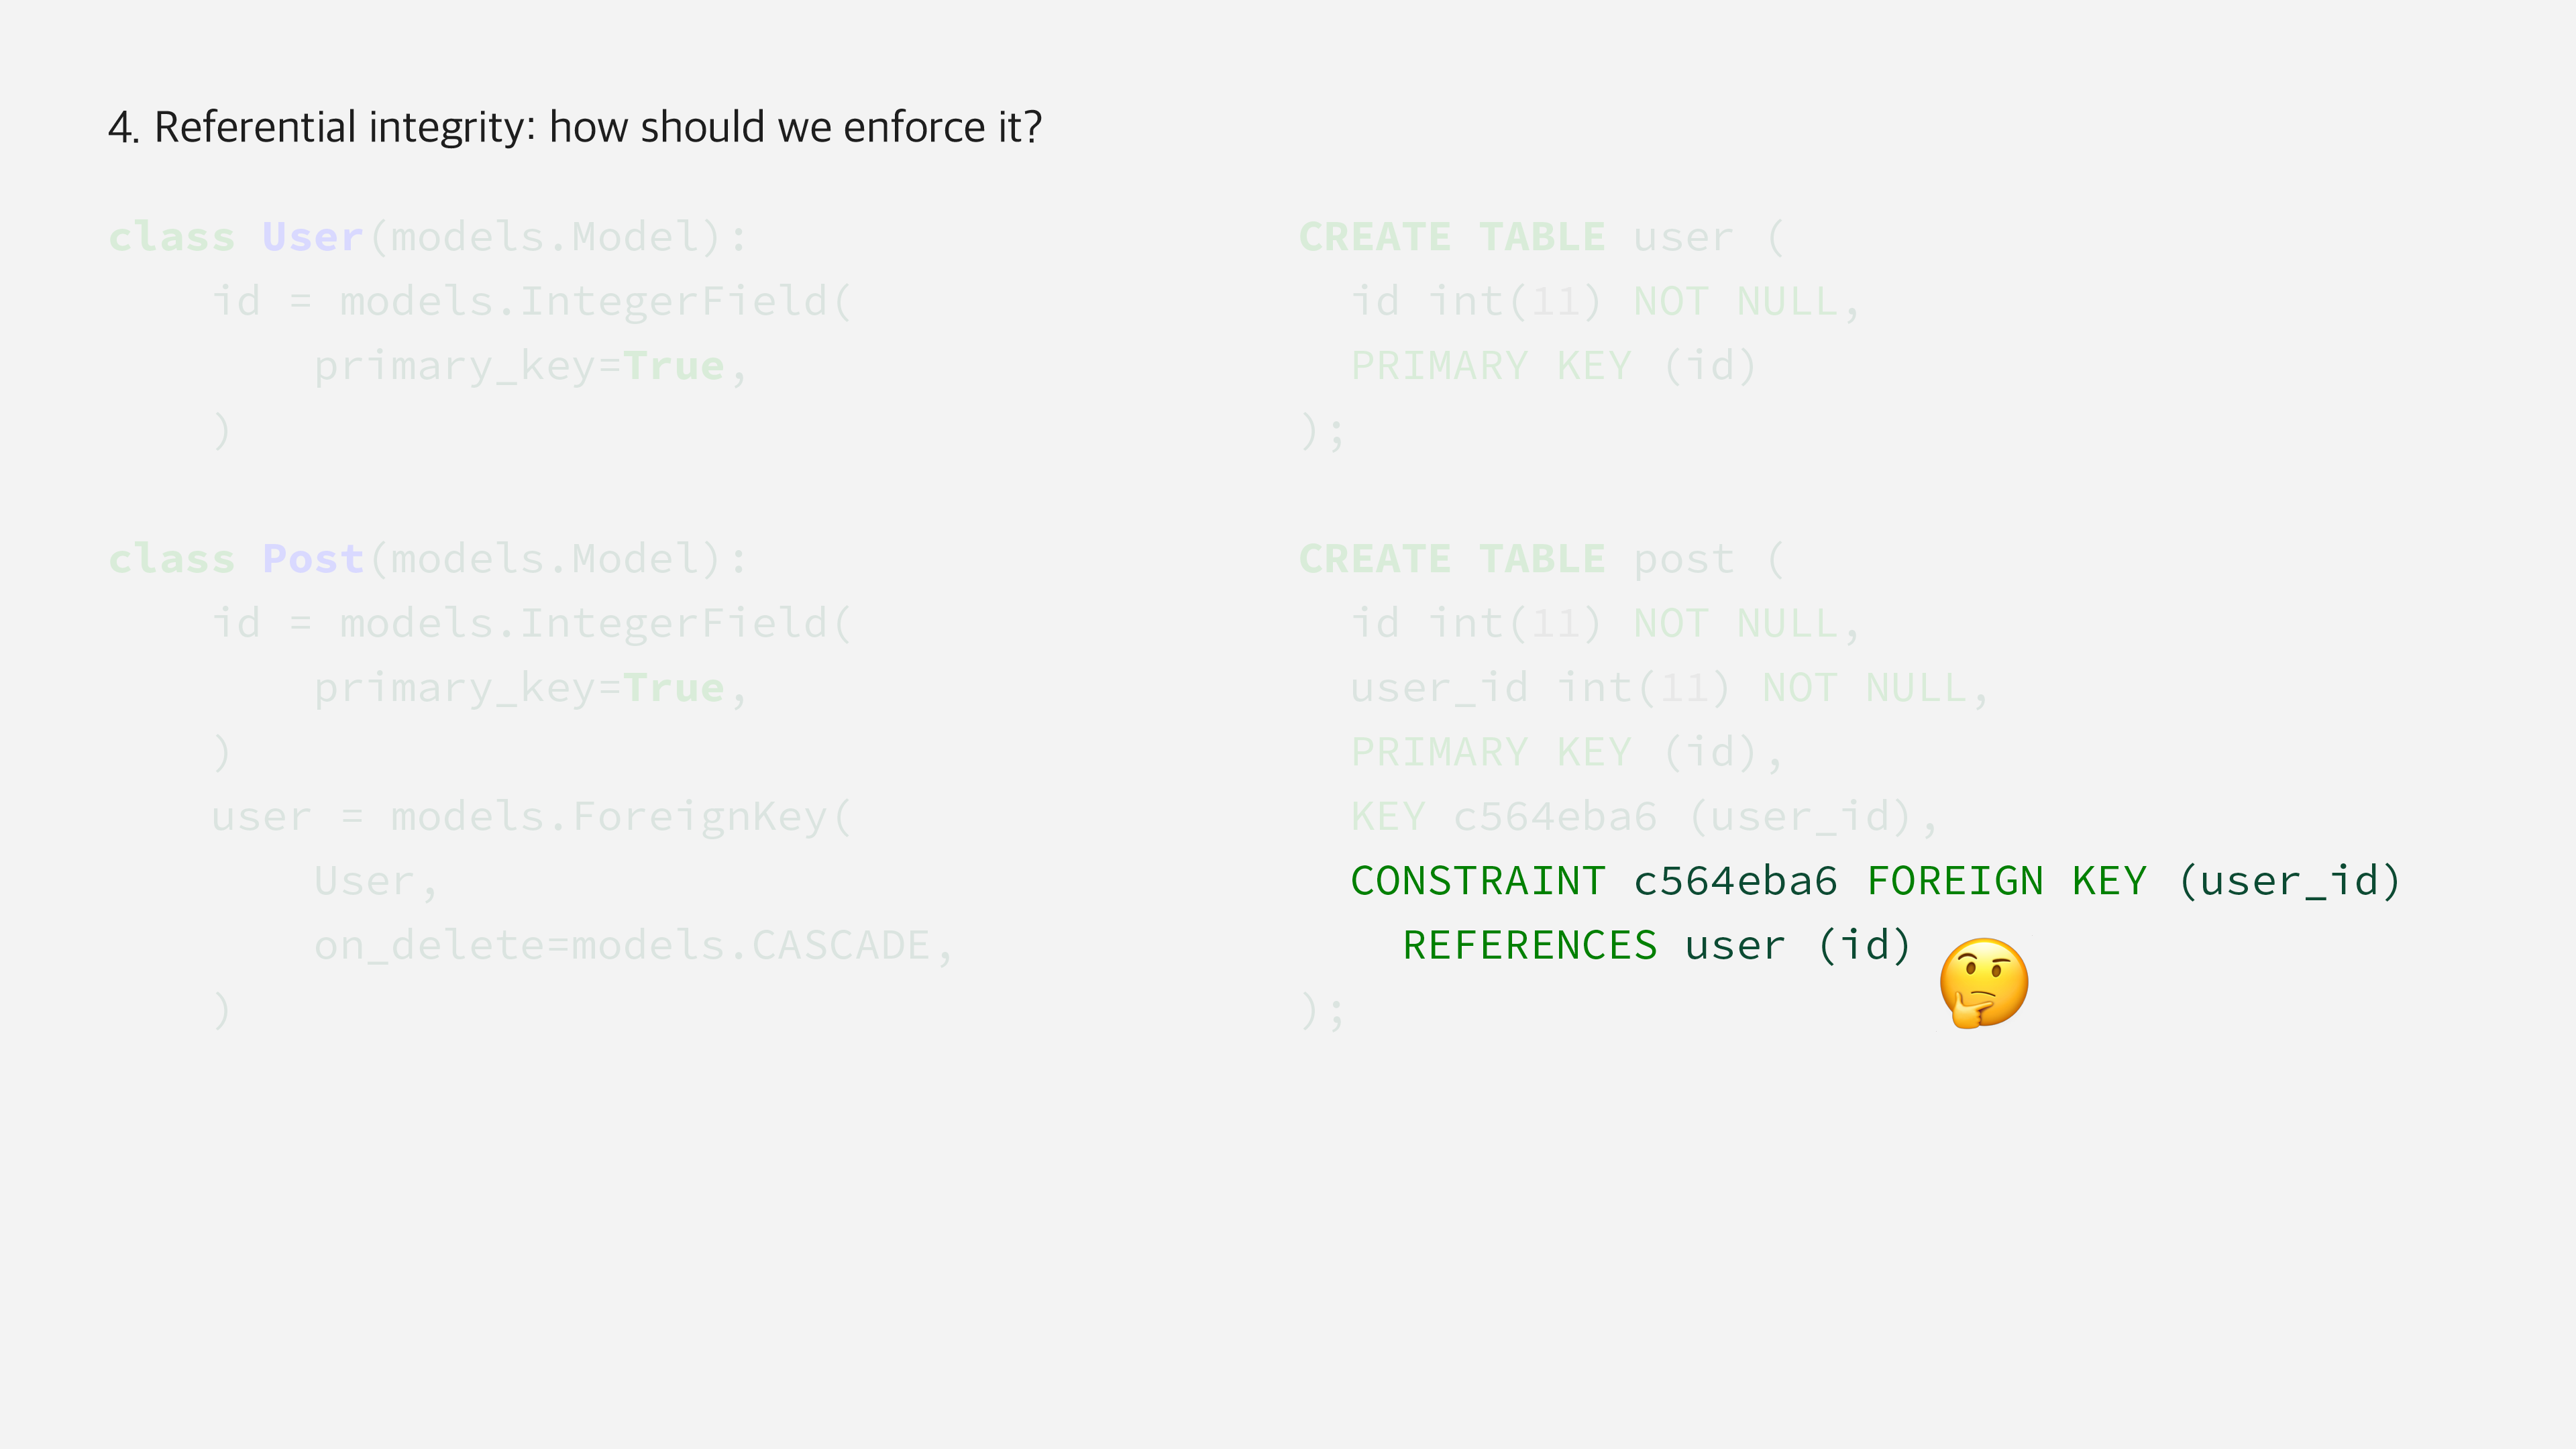 4. Referential integrity: how should we enforce it?
class User(models.Model):
    id = models.IntegerField(
        primary_key=True,
    )
class Post(models.Model):
    id = models.IntegerField(
        primary_key=True,
    )
    user = models.ForeignKey(
        User,
        on_delete=models.CASCADE,
    )
CREATE TABLE user (
  id int(11) NOT NULL,
  PRIMARY KEY (id)
);
CREATE TABLE post (
  id int(11) NOT NULL,
  user_id int(11) NOT NULL,
  PRIMARY KEY (id),
  KEY c564eba6 (user_id),
  CONSTRAINT c564eba6 FOREIGN KEY (user_id)
    REFERENCES user (id)
);